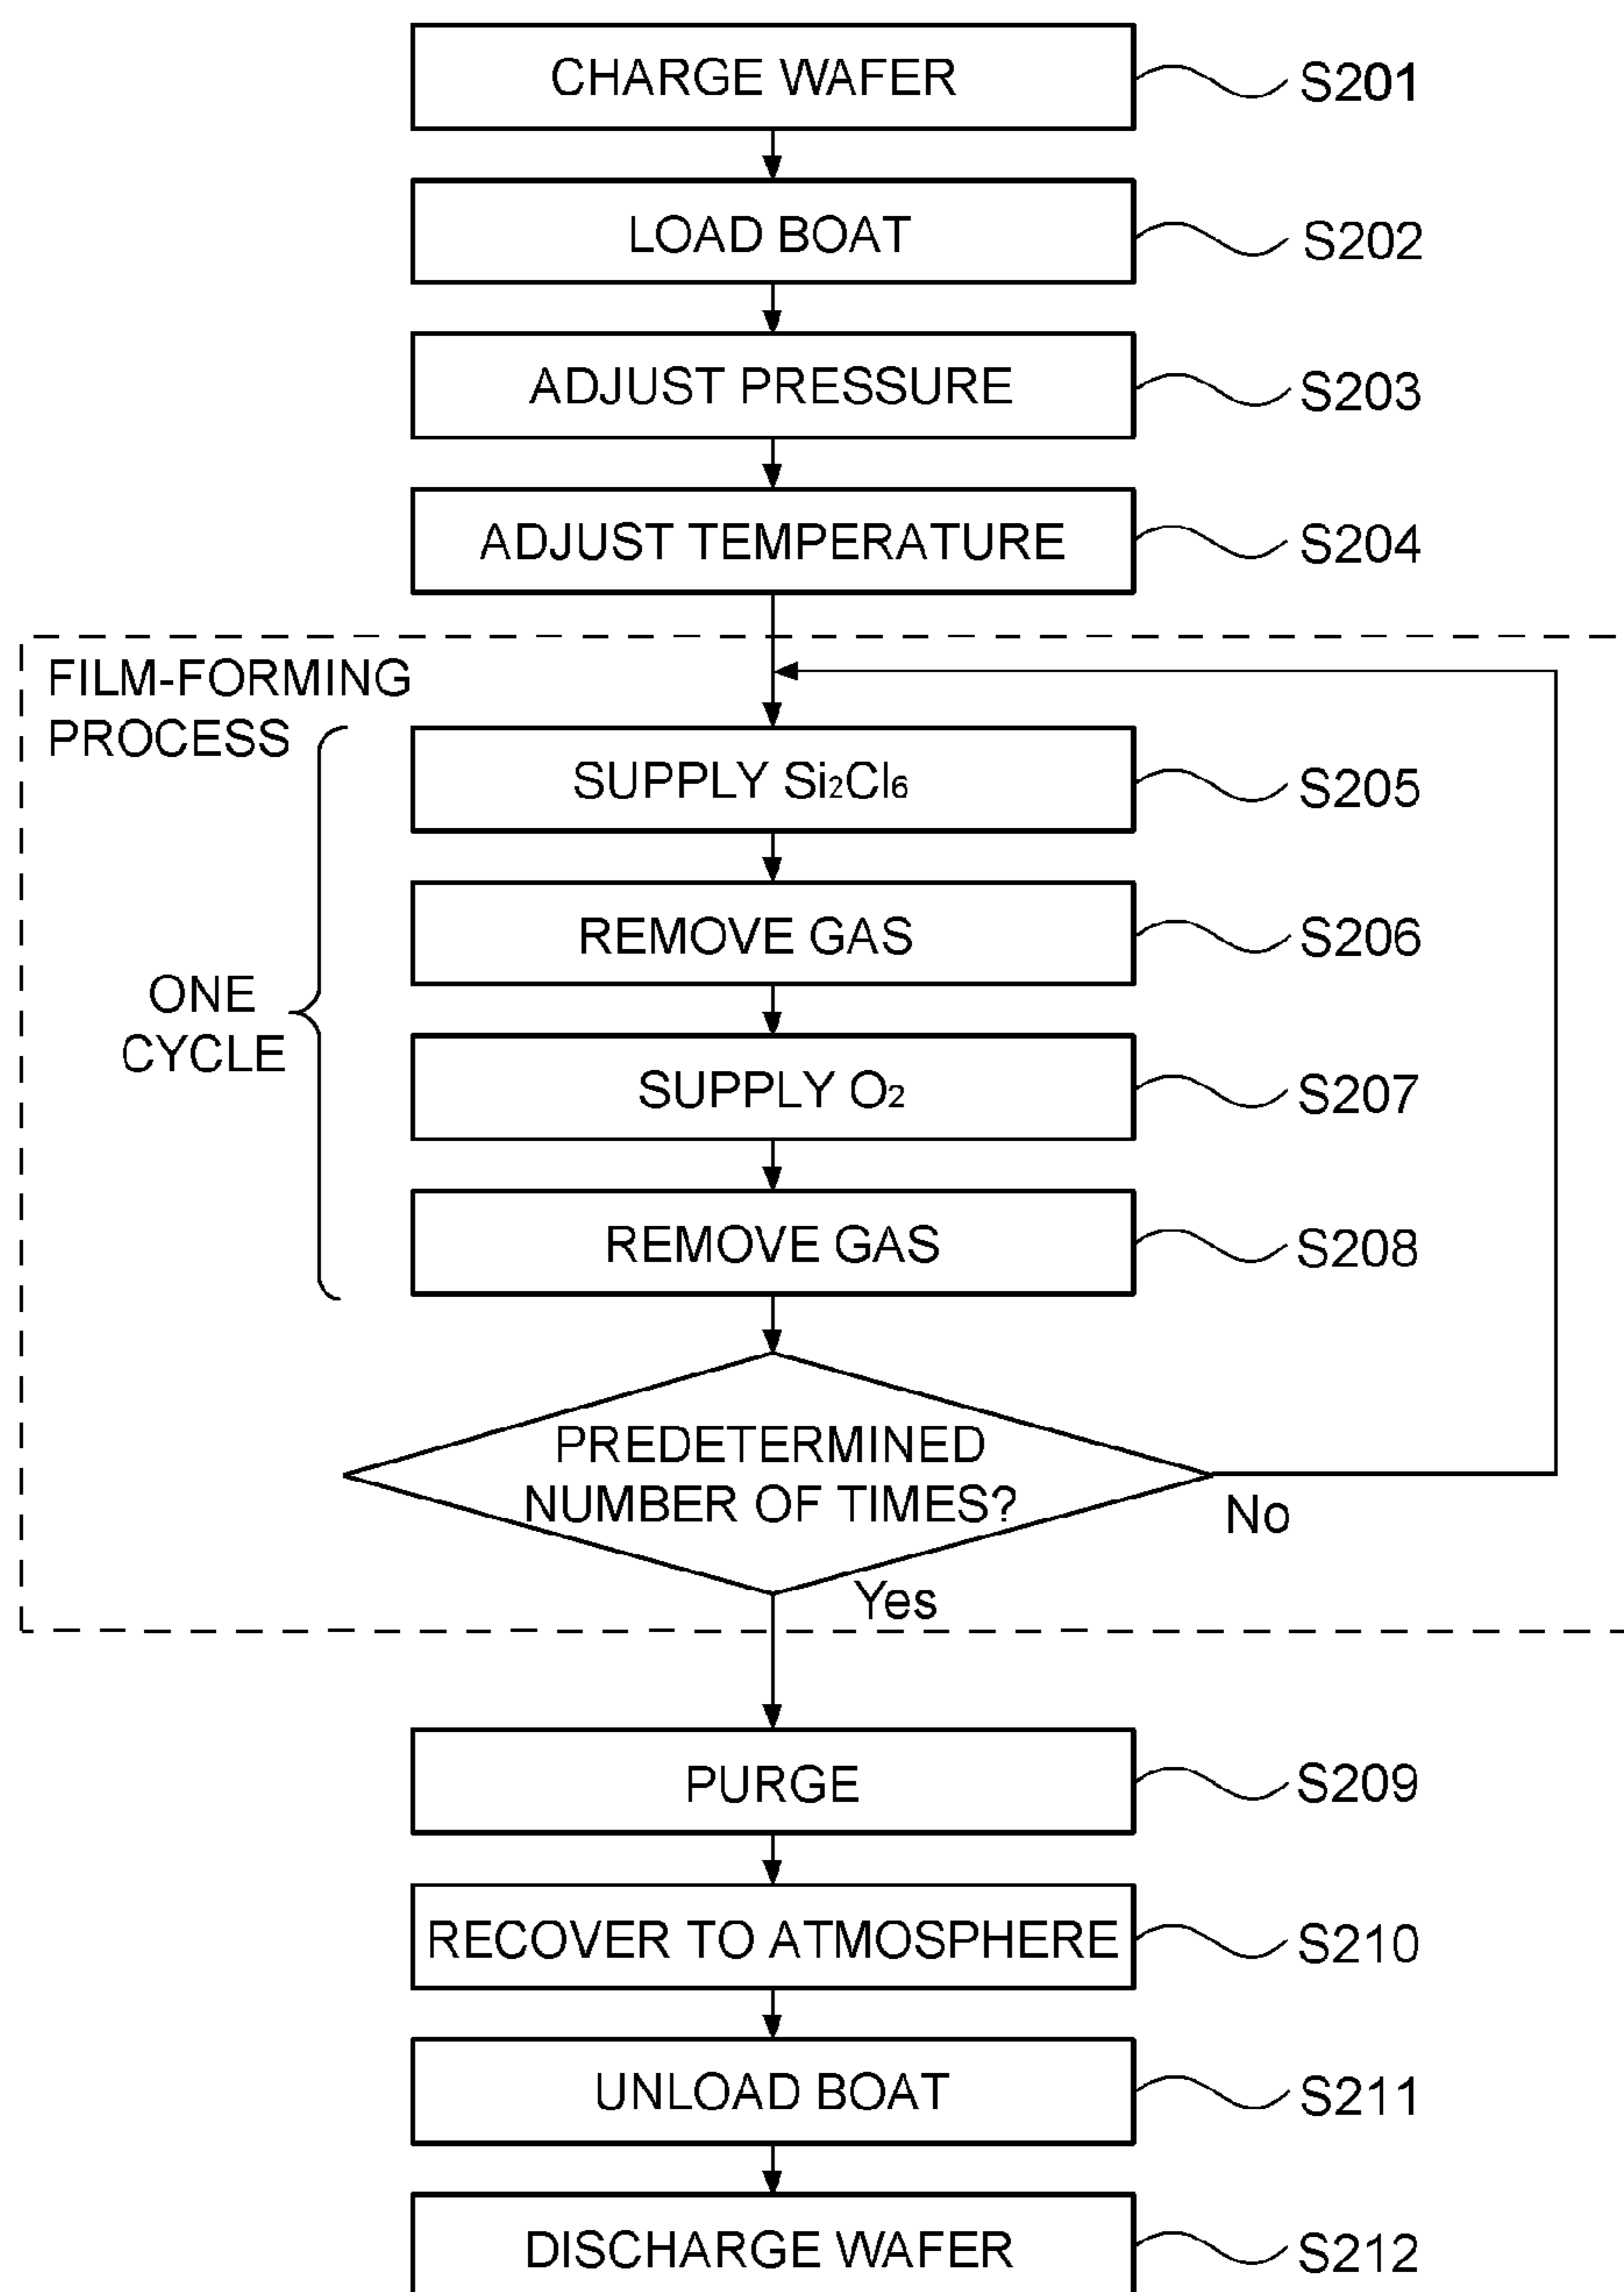 CHARGE WAFER
S201
LOAD BOAT
S202
ADJUST PRESSURE
S203
ADJUST TEMPERATURE
S204
FILM-FORMING
PROCESS
SUPPLY Si₂Cl₆
S205
REMOVE GAS
S206
ONE
CYCLE
SUPPLY O₂
S207
REMOVE GAS
S208
PREDETERMINED
NUMBER OF TIMES?
No
Yes
PURGE
S209
RECOVER TO ATMOSPHERE
S210
UNLOAD BOAT
S211
DISCHARGE WAFER
S212